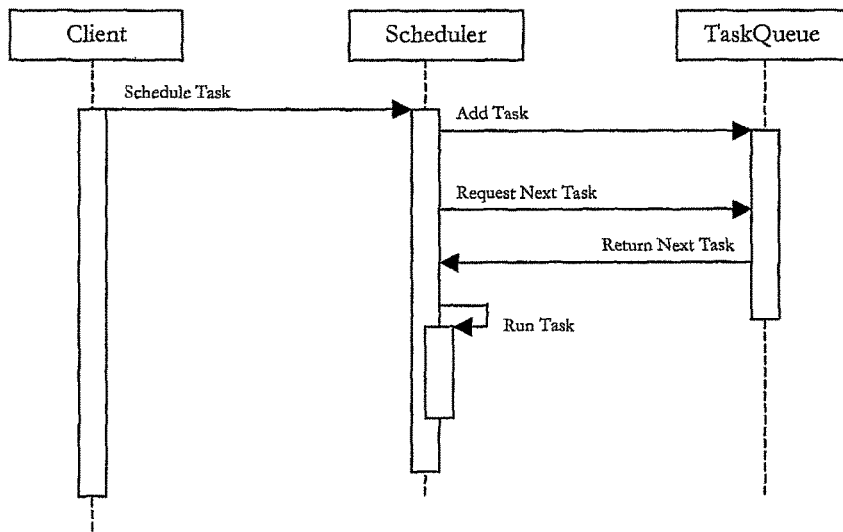 Client
Scheduler
TaskQueue
Schedule Task
Add Task
Request Next Task
Return Next Task
Run Task